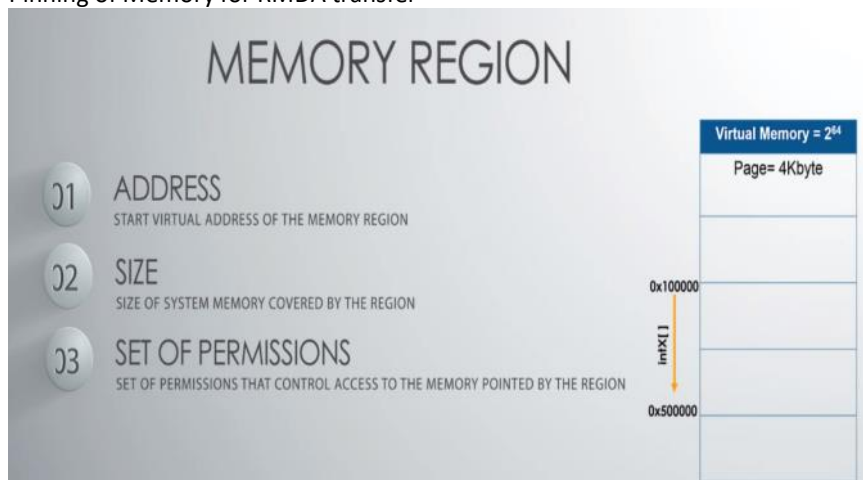 Pinning of Memory for RMDA transfer
MEMORY REGION
01 ADDRESS
START VIRTUAL ADDRESS OF THE MEMORY REGION
02 SIZE
SIZE OF SYSTEM MEMORY COVERED BY THE REGION
03 SET OF PERMISSIONS
SET OF PERMISSIONS THAT CONTROL ACCESS TO THE MEMORY POINTED BY THE REGION
Virtual Memory = 2⁶⁴
Page= 4Kbyte
0x100000
intX[ ]
0x500000